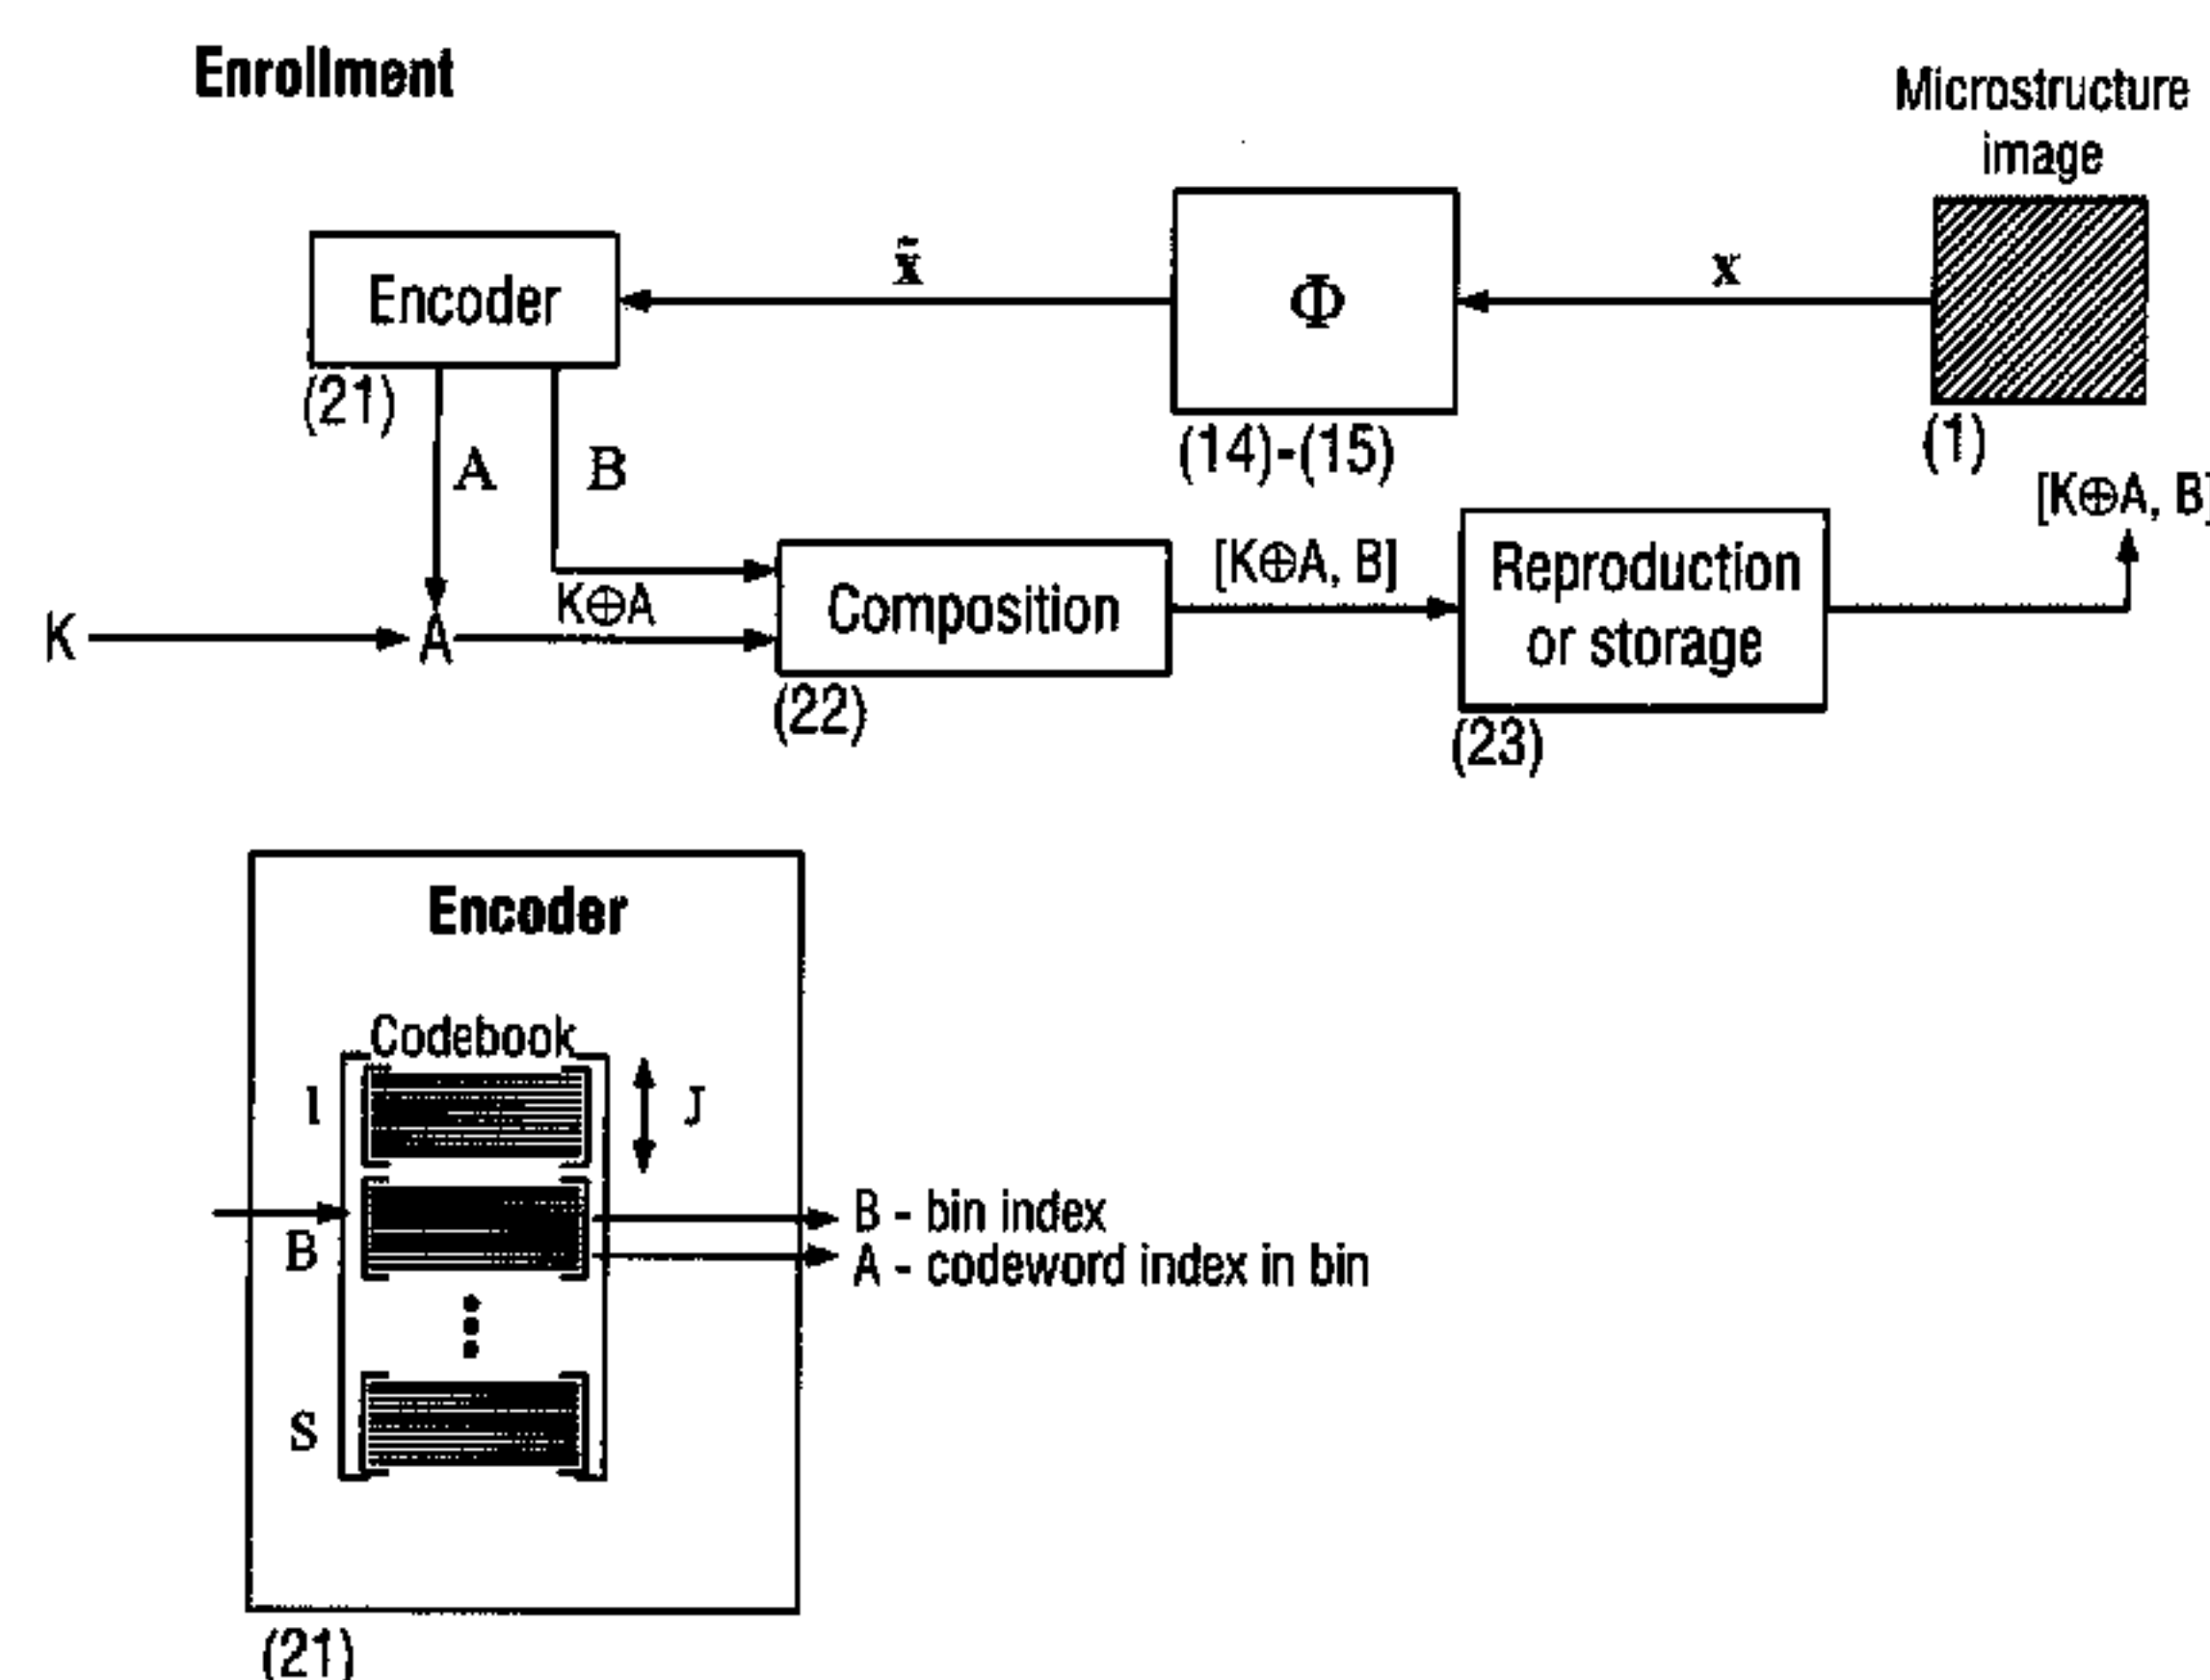 Enrollment
Microstructure
image
Encoder
x̃
Φ
x
(21)
(14)-(15)
(1)
A
B
[K⊕A, B]
K
A
K⊕A
Composition
[K⊕A, B]
Reproduction
or storage
(22)
(23)
Encoder
Codebook
1
J
B
B - bin index
A - codeword index in bin
S
(21)